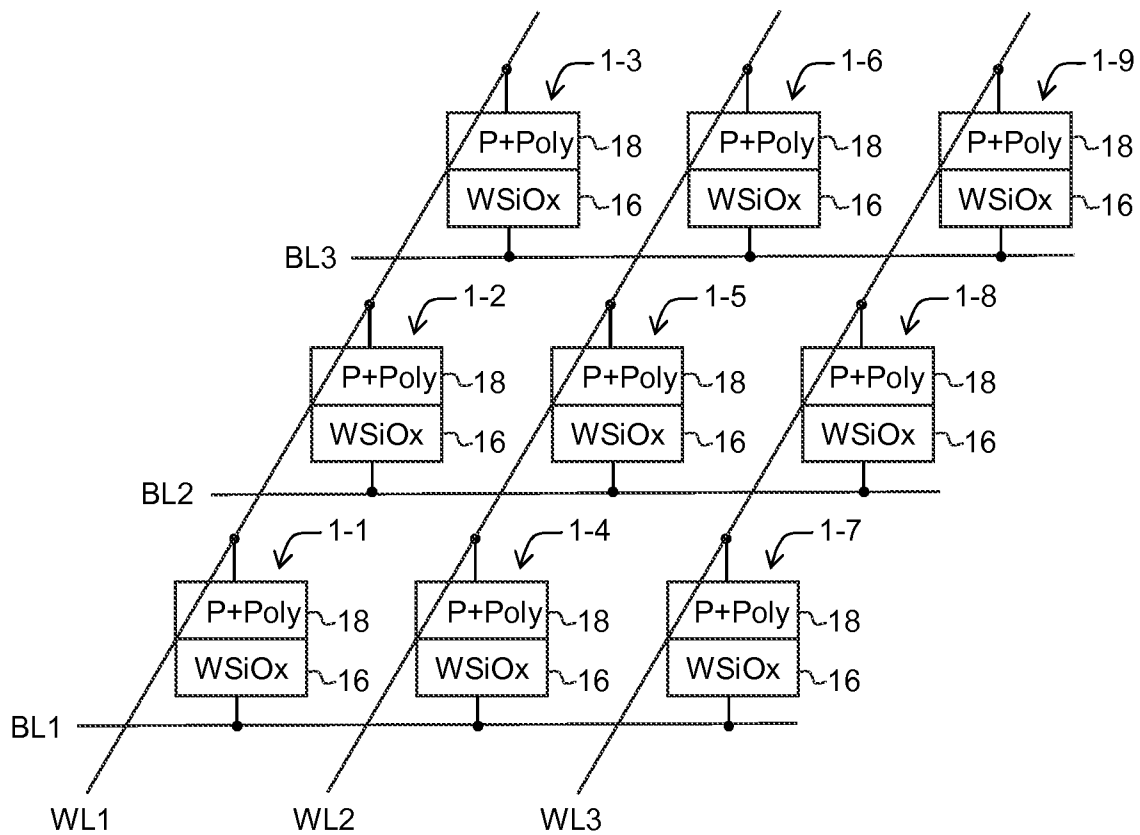 1-3 1-6 1-9
P+Poly 18 P+Poly 18 P+Poly 18
WSiOx 16 WSiOx 16 WSiOx 16
BL3
1-2 1-5 1-8
P+Poly 18 P+Poly 18 P+Poly 18
WSiOx 16 WSiOx 16 WSiOx 16
BL2
1-1 1-4 1-7
P+Poly 18 P+Poly 18 P+Poly 18
WSiOx 16 WSiOx 16 WSiOx 16
BL1
WL1 WL2 WL3